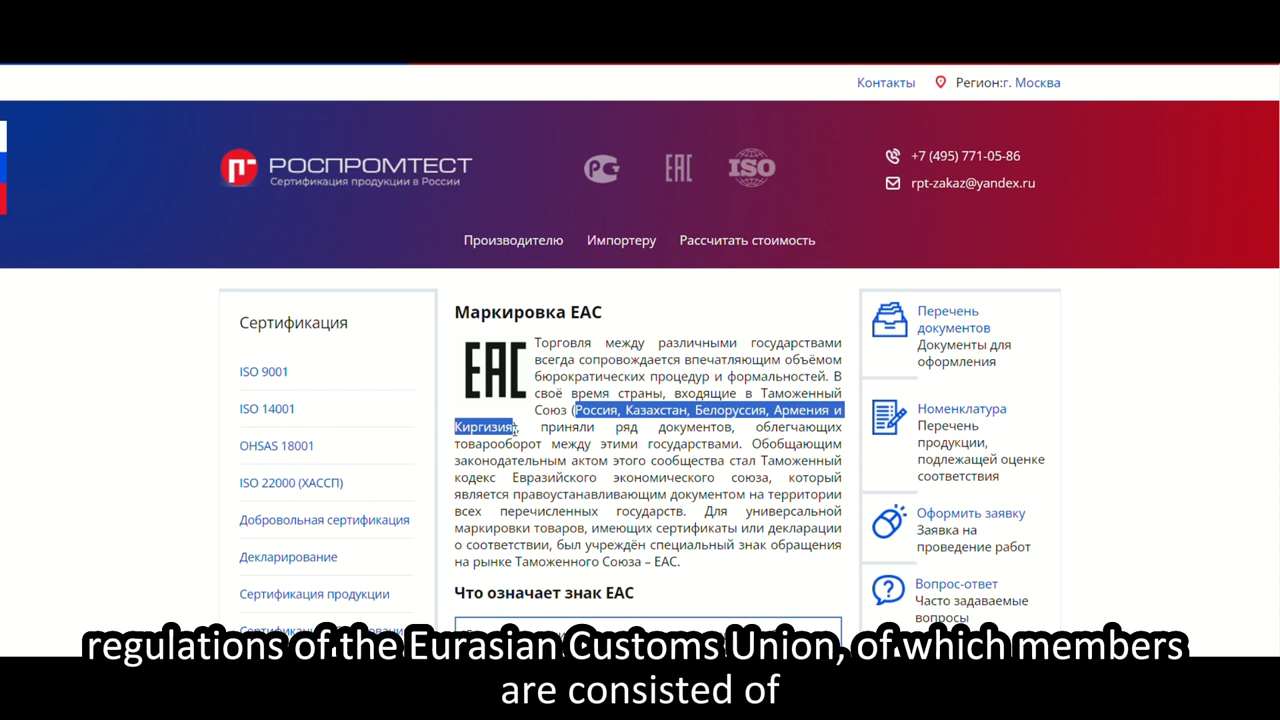 Контакты
Регион:г. Москва
РОСПРОМТЕСТ
Сертификация продукции в России
РС
ЕАС
ISO
+7 (495) 771-05-86
rpt-zakaz@yandex.ru
Производителю
Импортеру
Рассчитать стоимость
Сертификация
ISO 9001
ISO 14001
OHSAS 18001
ISO 22000 (ХАССП)
Добровольная сертификация
Декларирование
Сертификация продукции
Маркировка ЕАС
ЕАС
Торговля между различными государствами
всегда сопровождается впечатляющим объёмом
бюрократических процедур и формальностей. В
своё время страны, входящие в Таможенный
Союз (Россия, Казахстан, Белоруссия, Армения и
Киргизия), приняли ряд документов, облегчающих
товарооборот между этими государствами. Обобщающим
законодательным актом этого сообщества стал Таможенный
кодекс Евразийского экономического союза, который
является правоустанавливающим документом на территории
всех перечисленных государств. Для универсальной
маркировки товаров, имеющих сертификаты или декларации
о соответствии, был учреждён специальный знак обращения
на рынке Таможенного Союза – ЕАС.
Что означает знак ЕАС
Перечень
документов
Документы для
оформления
Номенклатура
Перечень
продукции,
подлежащей оценке
соответствия
Оформить заявку
Заявка на
проведение работ
Вопрос-ответ
Часто задаваемые
вопросы
regulations of the Eurasian Customs Union, of which members
are consisted of